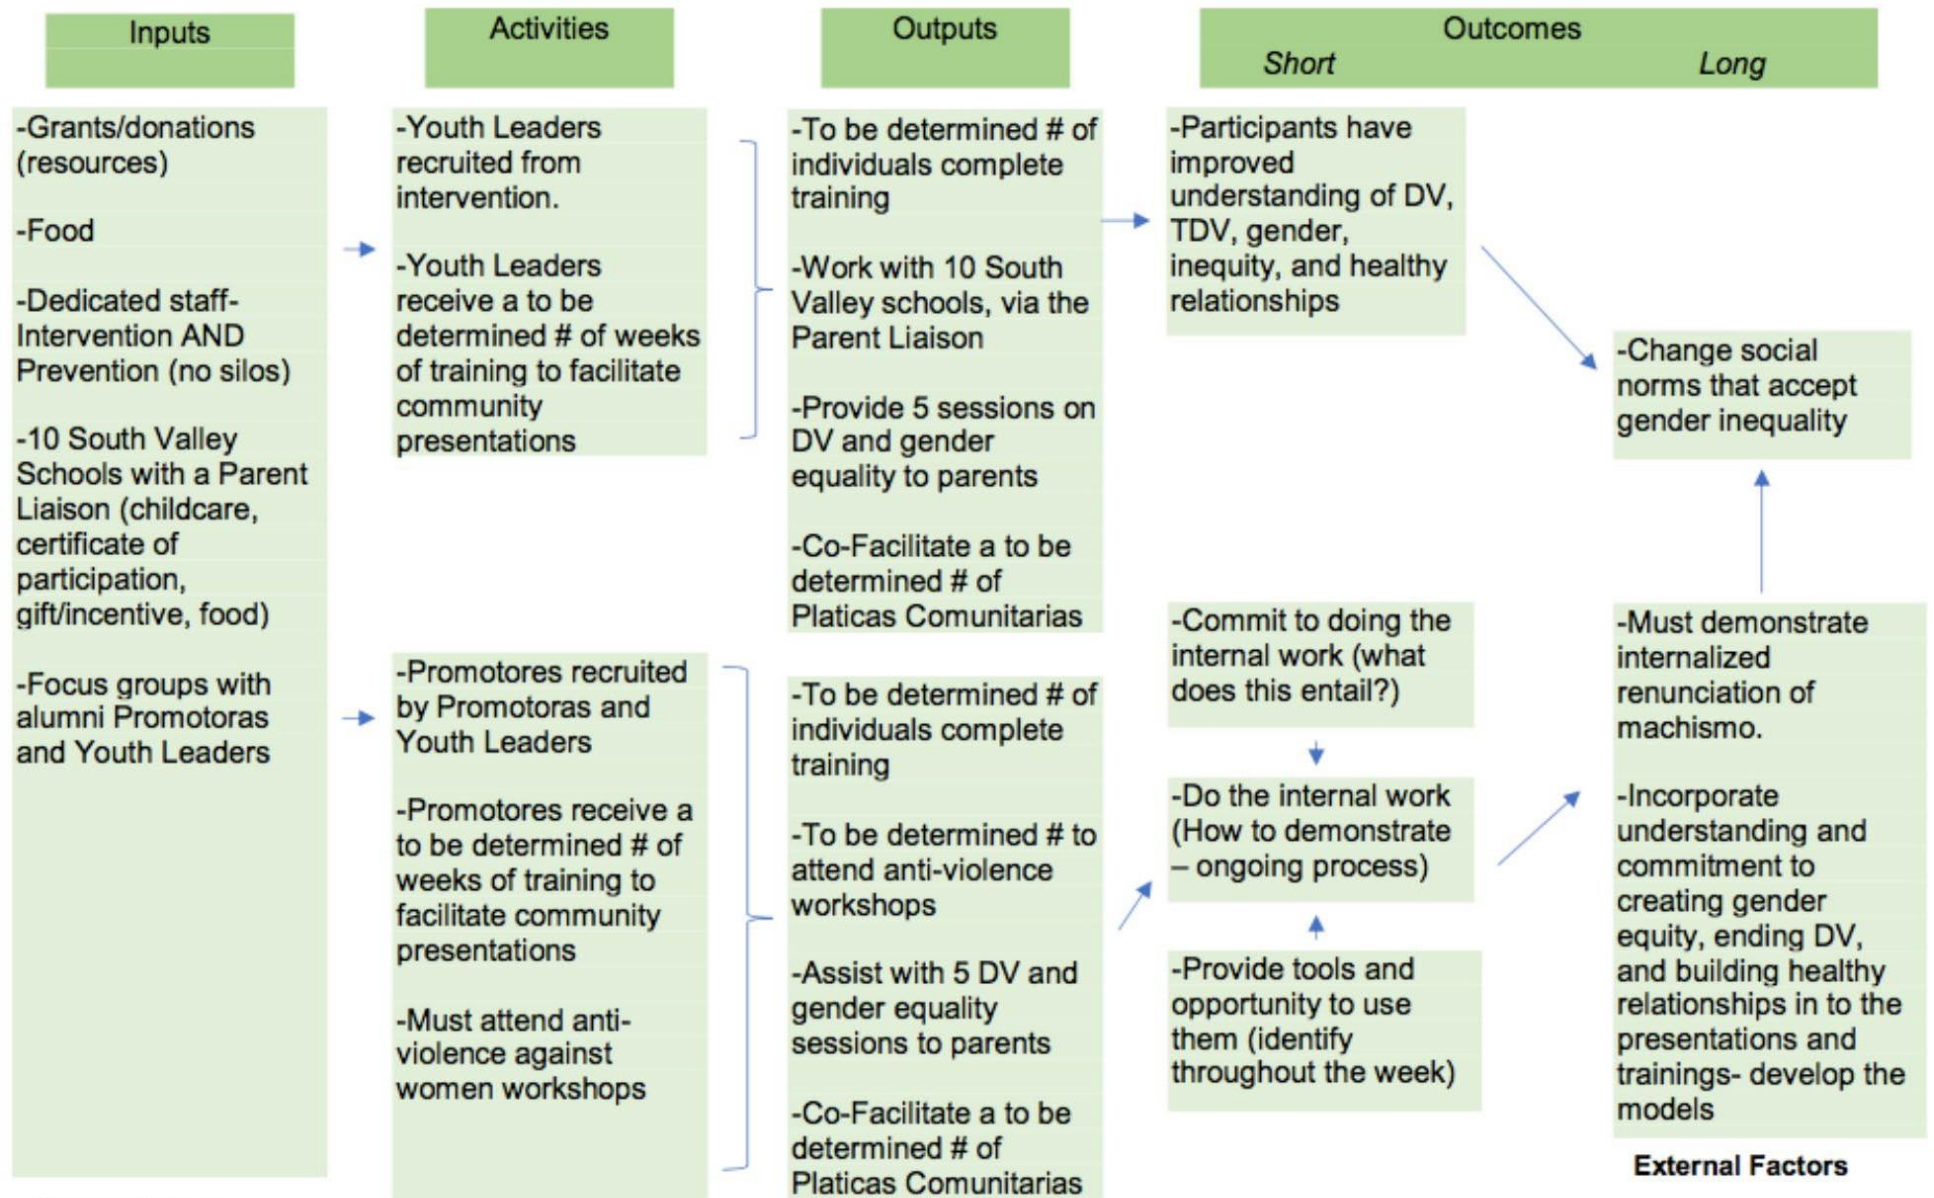 Inputs
Activities
Outputs
Outcomes
Short
Long
-Grants/donations
(resources)
-Food
-Dedicated staff-
Intervention AND
Prevention (no silos)
-10 South Valley
Schools with a Parent
Liaison (childcare,
certificate of
participation,
gift/incentive, food)
-Focus groups with
alumni Promotoras
and Youth Leaders
-Youth Leaders
recruited from
intervention.
-Youth Leaders
receive a to be
determined # of weeks
of training to facilitate
community
presentations
-Promotores recruited
by Promotoras and
Youth Leaders
-Promotores receive a
to be determined # of
weeks of training to
facilitate community
presentations
-Must attend anti-
violence against
women workshops
-To be determined # of
individuals complete
training
-Work with 10 South
Valley schools, via the
Parent Liaison
-Provide 5 sessions on
DV and gender
equality to parents
-Co-Facilitate a to be
determined # of
Platicas Comunitarias
-To be determined # of
individuals complete
training
-To be determined # to
attend anti-violence
workshops
-Assist with 5 DV and
gender equality
sessions to parents
-Co-Facilitate a to be
determined # of
Platicas Comunitarias
-Participants have
improved
understanding of DV,
TDV, gender,
inequity, and healthy
relationships
-Commit to doing the
internal work (what
does this entail?)
-Do the internal work
(How to demonstrate
– ongoing process)
-Provide tools and
opportunity to use
them (identify
throughout the week)
-Change social
norms that accept
gender inequality
-Must demonstrate
internalized
renunciation of
machismo.
-Incorporate
understanding and
commitment to
creating gender
equity, ending DV,
and building healthy
relationships in to the
presentations and
trainings- develop the
models
External Factors